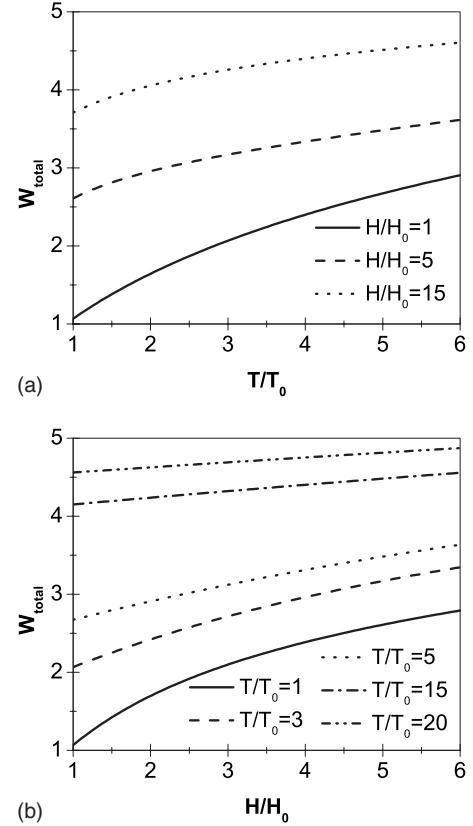 5
4
3
2
1
W_total
1 2 3 4 5 6
T/T_0
H/H_0=1
H/H_0=5
H/H_0=15
(a)
5
4
3
2
1
W_total
1 2 3 4 5 6
H/H_0
T/T_0=1
T/T_0=3
T/T_0=5
T/T_0=15
T/T_0=20
(b)